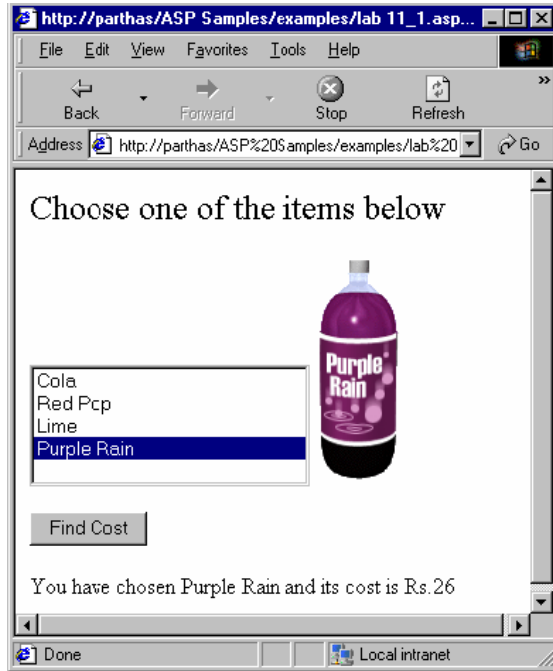 http://parthas/ASP Samples/examples/lab 11_1.asp...
File Edit View Favorites Tools Help
Back Forward Stop Refresh »
Address http://parthas/ASP%20Samples/examples/lab%20 Go
Choose one of the items below
Purple
Rain
Cola
Red Pop
Lime
Purple Rain
Find Cost
You have chosen Purple Rain and its cost is Rs.26
Done Local intranet